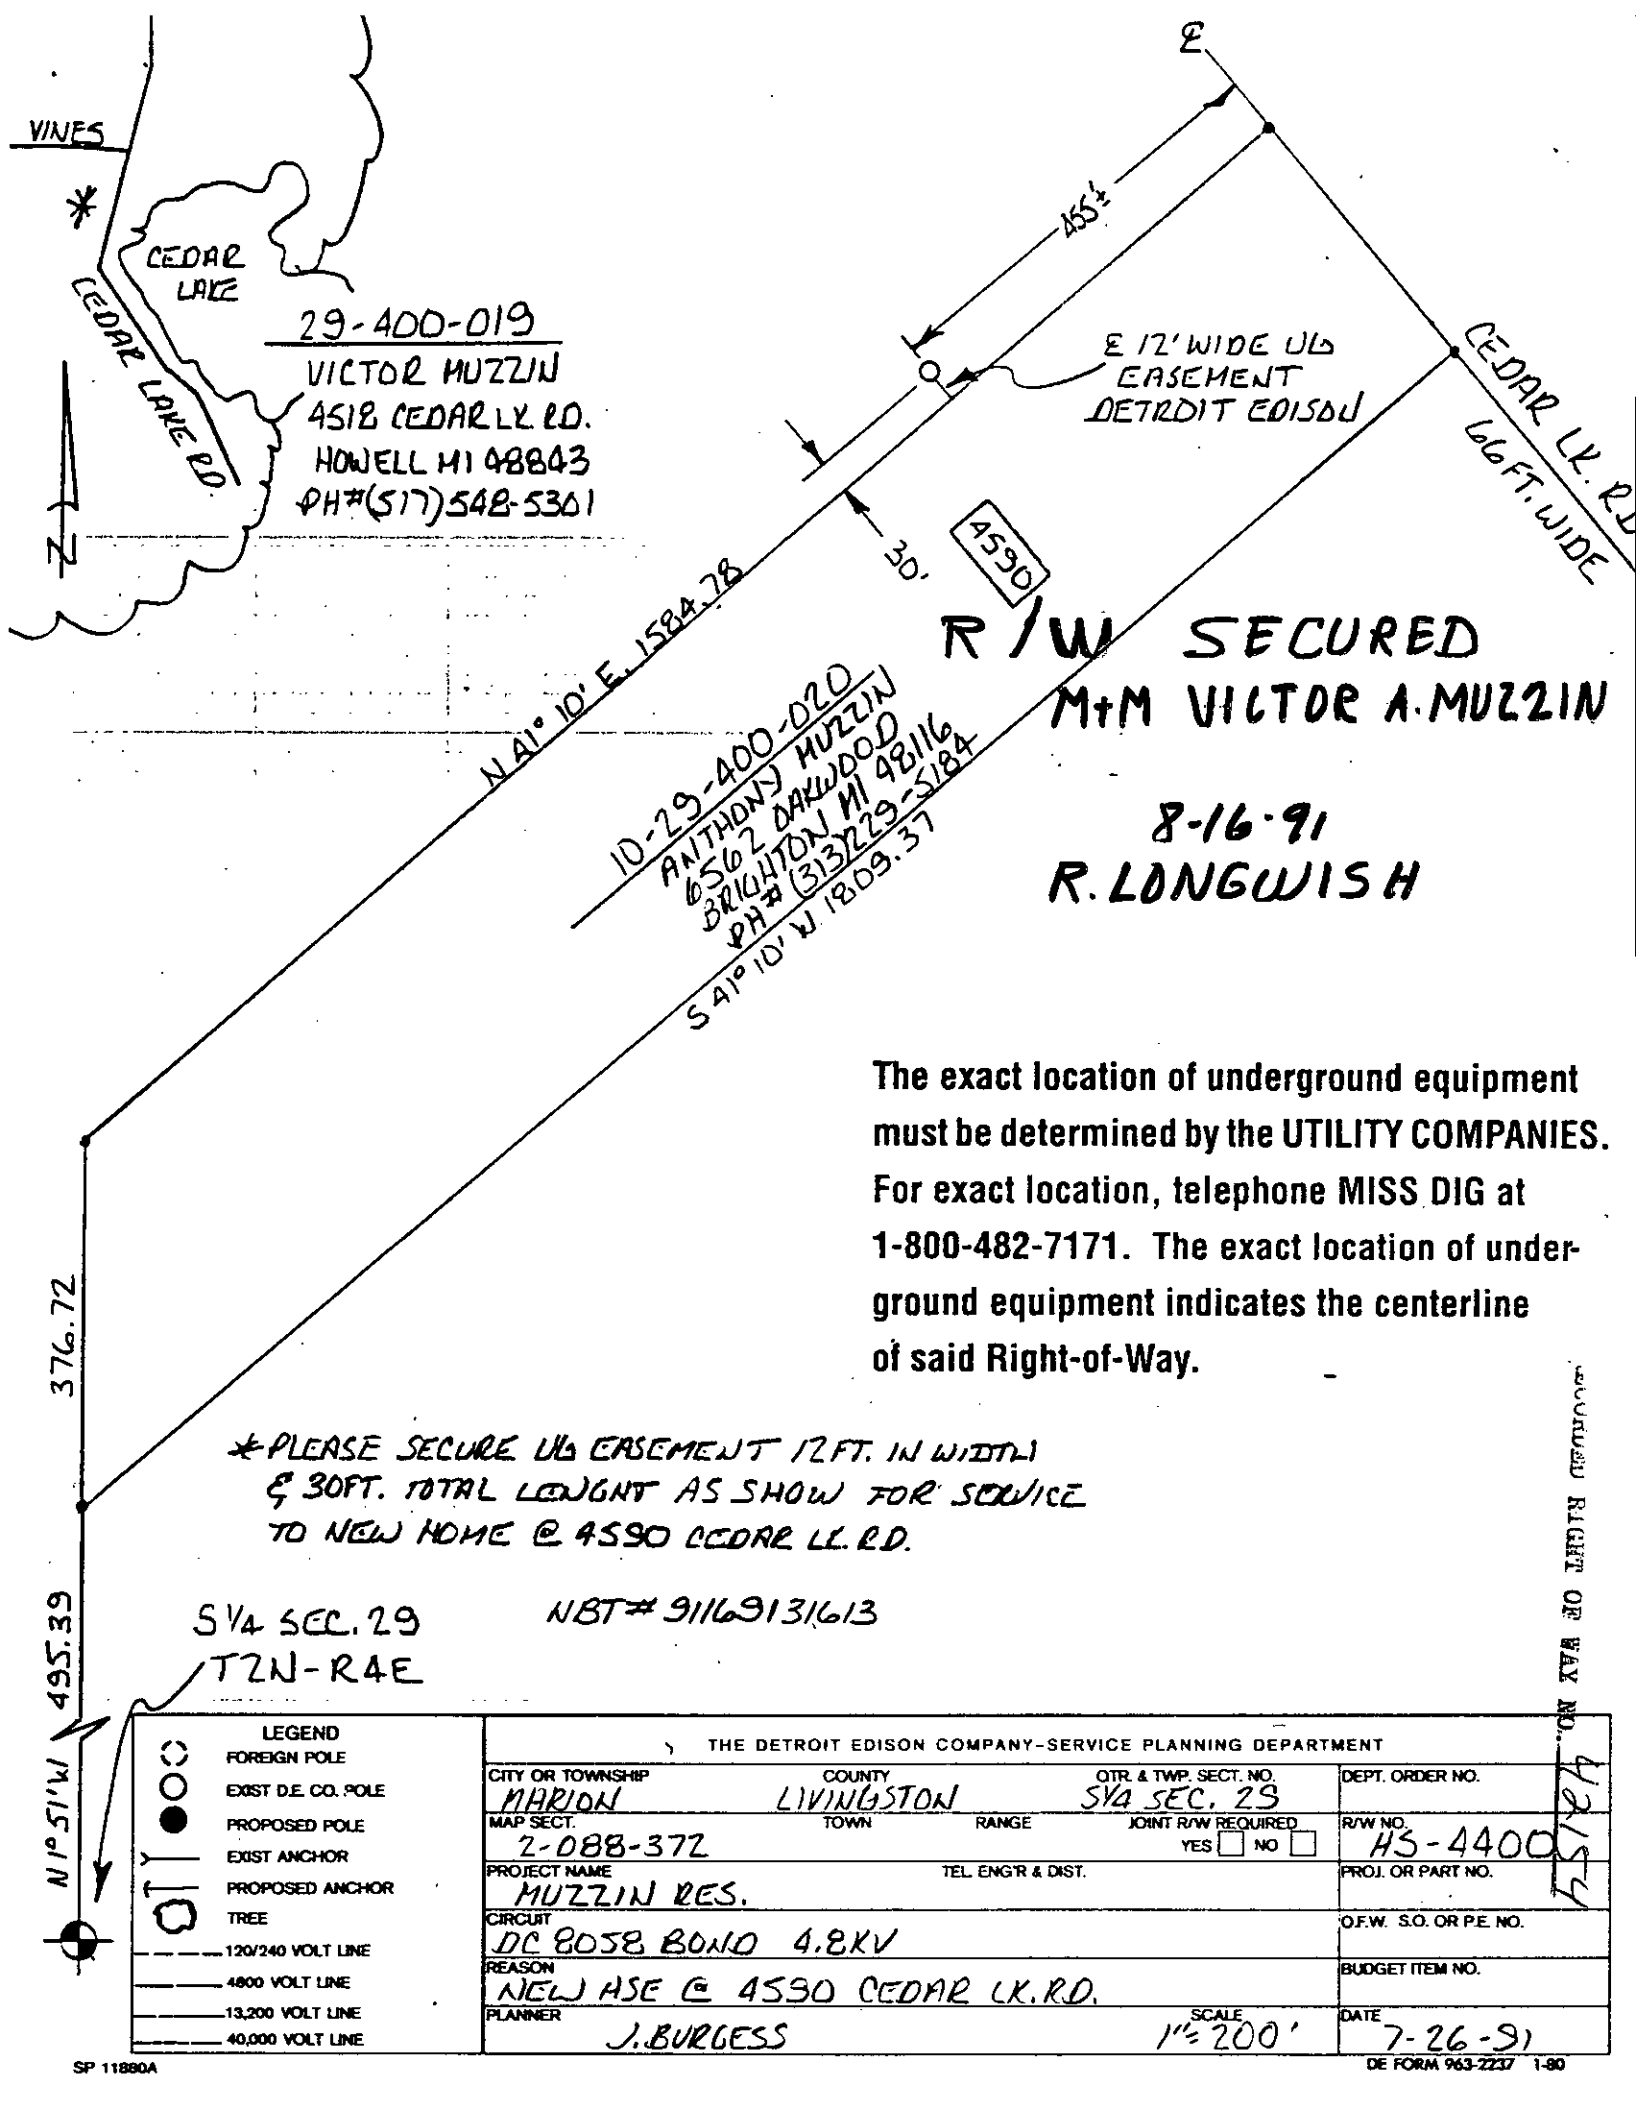 VINES
CEDAR
LAKE
CEDAR LAKE RD.
N
29-400-019
VICTOR MUZZIN
4518 CEDAR LK. RD.
HOWELL MI 48843
PH#(517)548-5301
℄
455'±
℄ 12' WIDE UG
EASEMENT
DETROIT EDISON
CEDAR LK. RD
66 FT. WIDE
30'
4590
N 41° 10' E. 1584.78
R/W SECURED
M+M VICTOR A. MUZZIN
8-16-91
R. LONGWISH
10-29-400-020
ANTHONY MUZZIN
6562 OAKWOOD
BRIGHTON MI 48116
PH# (313)229-5184
S 41° 10' W. 1809.37
The exact location of underground equipment
must be determined by the UTILITY COMPANIES.
For exact location, telephone MISS DIG at
1-800-482-7171. The exact location of under-
ground equipment indicates the centerline
of said Right-of-Way.
376.72
* PLEASE SECURE UG EASEMENT 12 FT. IN WIDTH
& 30FT. TOTAL LENGHT AS SHOW FOR SERVICE
TO NEW HOME @ 4590 CEDAR LK. RD.
NBT# 91169131613
S 1/4 SEC. 29
T2N-R4E
N 1° 51' W 495.39
RIGHT OF WAY NO. 42154
LEGEND
FOREIGN POLE
EXIST D.E. CO. POLE
PROPOSED POLE
EXIST ANCHOR
PROPOSED ANCHOR
TREE
120/240 VOLT LINE
4800 VOLT LINE
13,200 VOLT LINE
40,000 VOLT LINE
THE DETROIT EDISON COMPANY-SERVICE PLANNING DEPARTMENT
CITY OR TOWNSHIP COUNTY QTR. & TWP. SECT. NO. DEPT. ORDER NO.
MARION LIVINGSTON S1/4 SEC. 29
MAP SECT. TOWN RANGE JOINT R/W REQUIRED R/W NO.
2-088-372 YES NO HS-4400
PROJECT NAME TEL. ENG'R & DIST. PROJ. OR PART NO.
MUZZIN RES.
CIRCUIT O.F.W. S.O. OR P.E. NO.
DC 8058 BOND 4.8KV
REASON BUDGET ITEM NO.
NEW HSE @ 4590 CEDAR LK. RD.
PLANNER SCALE DATE
J. BURGESS 1"=200' 7-26-91
SP 11880A
DE FORM 963-2237 1-80